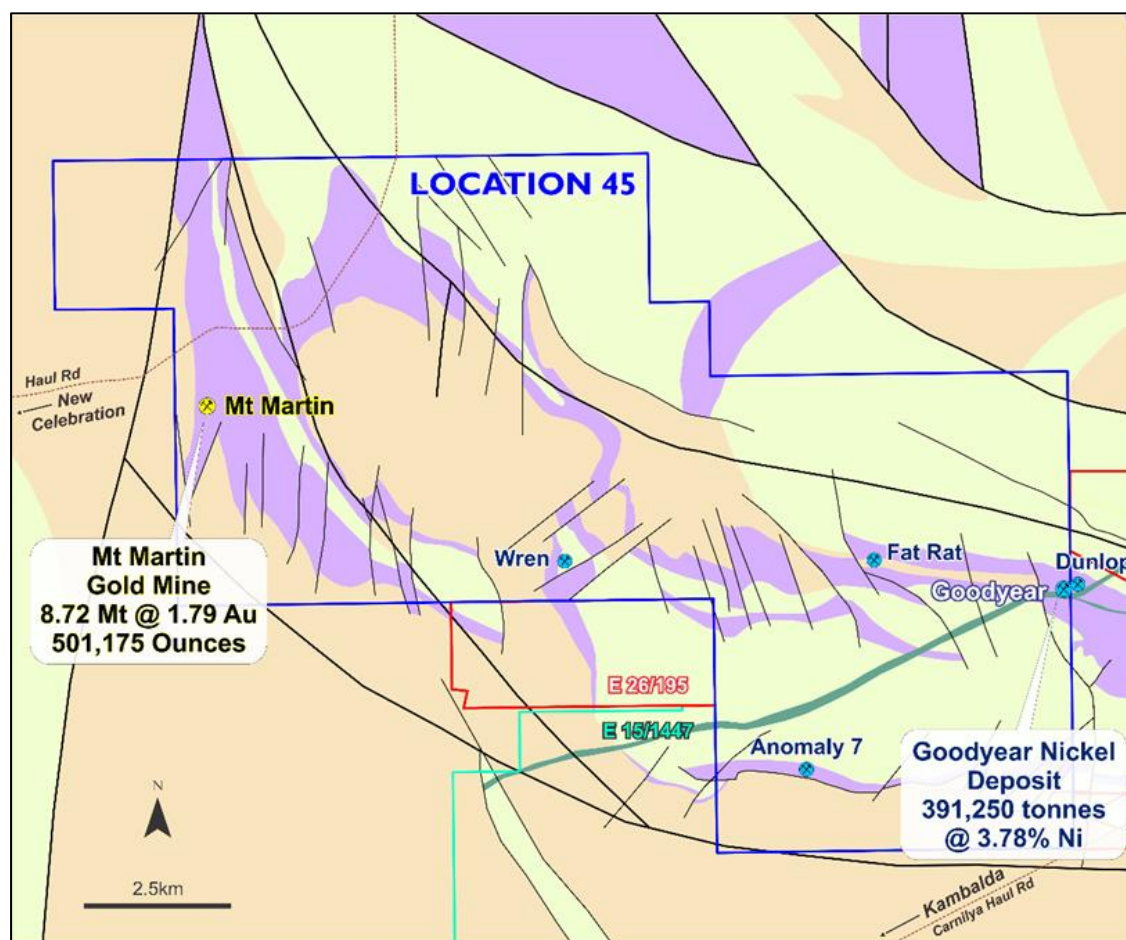 LOCATION 45
Haul Rd
New
Celebration
Mt Martin
Mt Martin
Gold Mine
8.72 Mt @ 1.79 Au
501,175 Ounces
Wren
Fat Rat
Dunlop
Goodyear
E 26/195
E 15/1447
Anomaly 7
Goodyear Nickel
Deposit
391,250 tonnes
@ 3.78% Ni
N
2.5km
Kambalda
Carnilya Haul Rd